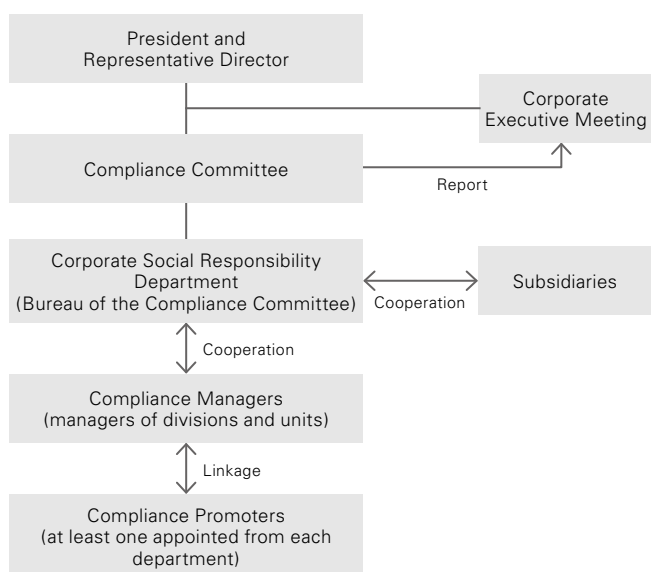 President and
Representative Director
Corporate
Executive Meeting
Compliance Committee
Report
Corporate Social Responsibility
Department
(Bureau of the Compliance Committee)
Cooperation
Subsidiaries
Cooperation
Compliance Managers
(managers of divisions and units)
Linkage
Compliance Promoters
(at least one appointed from each
department)